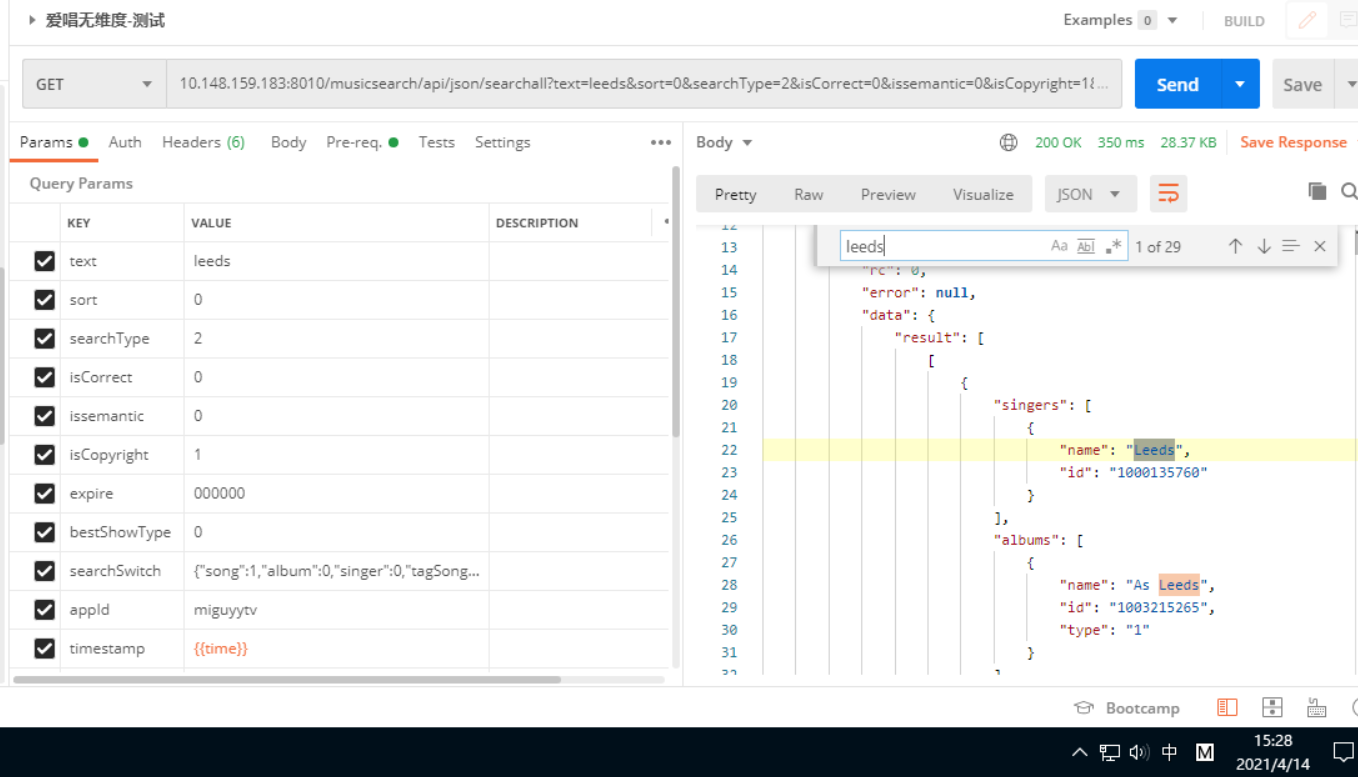 爱唱无维度-测试
Examples 0
BUILD
GET
10.148.159.183:8010/musicsearch/api/json/searchall?text=leeds&sort=0&searchType=2&isCorrect=0&issemantic=0&isCopyright=1&...
Send
Save
Params
Auth
Headers (6)
Body
Pre-req.
Tests
Settings
Query Params
KEY VALUE DESCRIPTION
text leeds
sort 0
searchType 2
isCorrect 0
issemantic 0
isCopyright 1
expire 000000
bestShowType 0
searchSwitch {"song":1,"album":0,"singer":0,"tagSong...
appId miguyytv
timestamp {{time}}
Body
200 OK 350 ms 28.37 KB Save Response
Pretty Raw Preview Visualize JSON
leeds Aa Abl .* 1 of 29
12
13
14 "rc": 0,
15 "error": null,
16 "data": {
17 "result": [
18 [
19 {
20 "singers": [
21 {
22 "name": "Leeds",
23 "id": "1000135760"
24 }
25 ],
26 "albums": [
27 {
28 "name": "As Leeds",
29 "id": "1003215265",
30 "type": "1"
31 }
32 ]
Bootcamp
中 M 15:28
2021/4/14